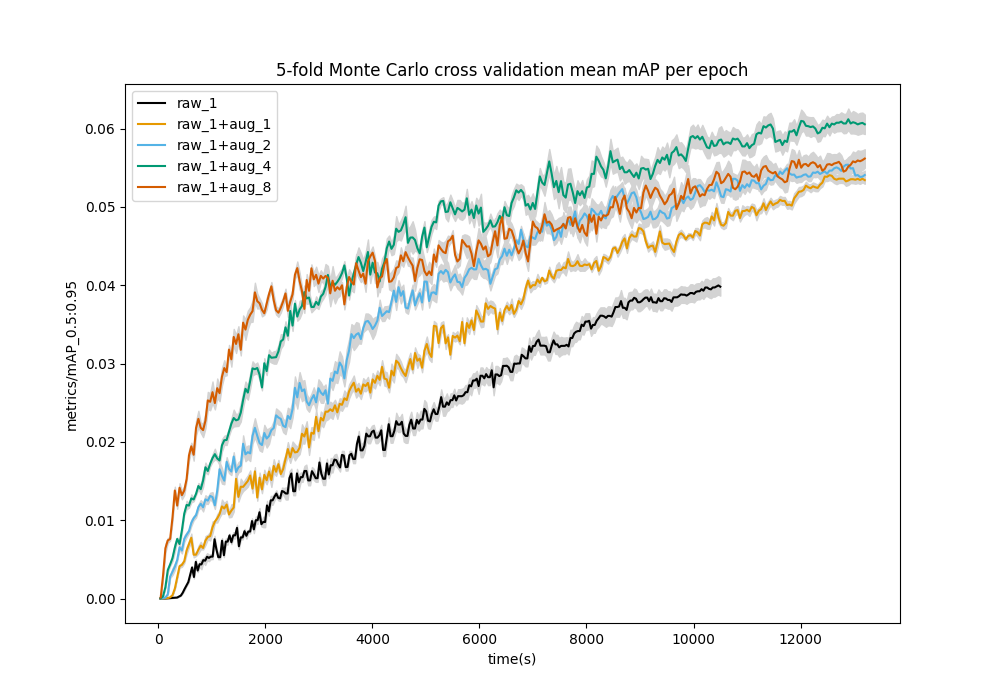 5-fold Monte Carlo cross validation mean mAP per epoch
raw_1
raw_1+aug_1
raw_1+aug_2
raw_1+aug_4
raw_1+aug_8
metrics/mAP_0.5:0.95
0.06
0.05
0.04
0.03
0.02
0.01
0.00
0 2000 4000 6000 8000 10000 12000
time(s)